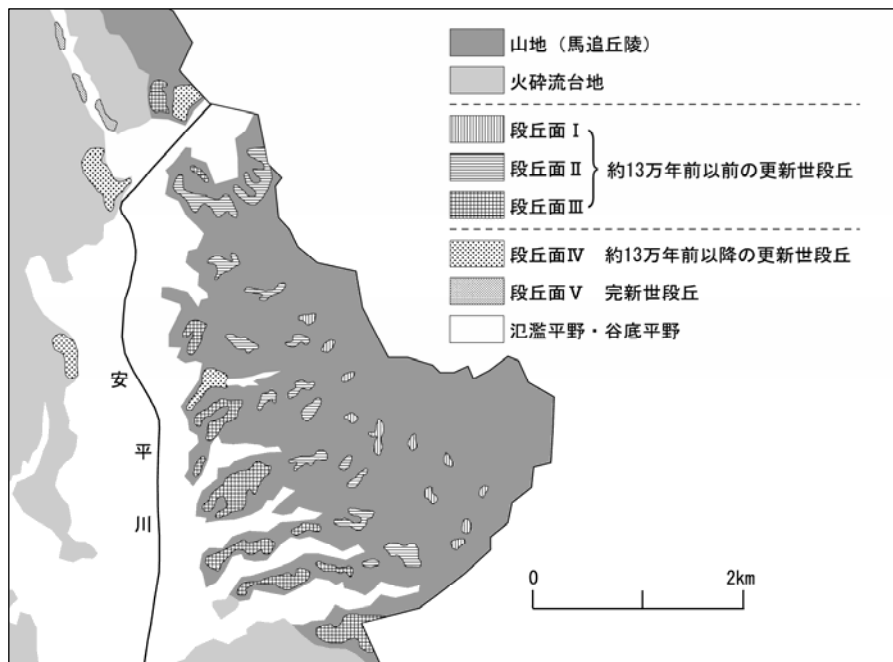 山地（馬追丘陵）
火砕流台地
段丘面Ⅰ
段丘面Ⅱ
段丘面Ⅲ
約13万年前以前の更新世段丘
段丘面Ⅳ 約13万年前以降の更新世段丘
段丘面Ⅴ 完新世段丘
氾濫平野・谷底平野
安平川
0 2km